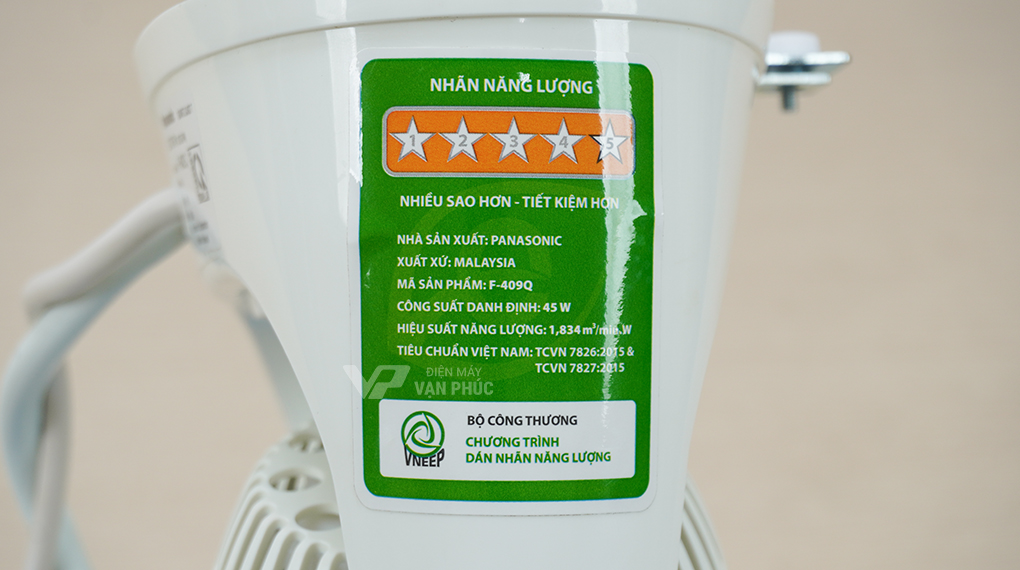 NHÃN NĂNG LƯỢNG
1 2 3 4 5
NHIỀU SAO HƠN - TIẾT KIỆM HƠN
NHÀ SẢN XUẤT: PANASONIC
XUẤT XỨ: MALAYSIA
MÃ SẢN PHẨM: F-409Q
CÔNG SUẤT DANH ĐỊNH: 45 W
HIỆU SUẤT NĂNG LƯỢNG: 1,834 m³/min.W
TIÊU CHUẨN VIỆT NAM: TCVN 7826:2015 &
TCVN 7827:2015
ĐIỆN MÁY
VẠN PHÚC
BỘ CÔNG THƯƠNG
CHƯƠNG TRÌNH
DÁN NHÃN NĂNG LƯỢNG
VNEEP